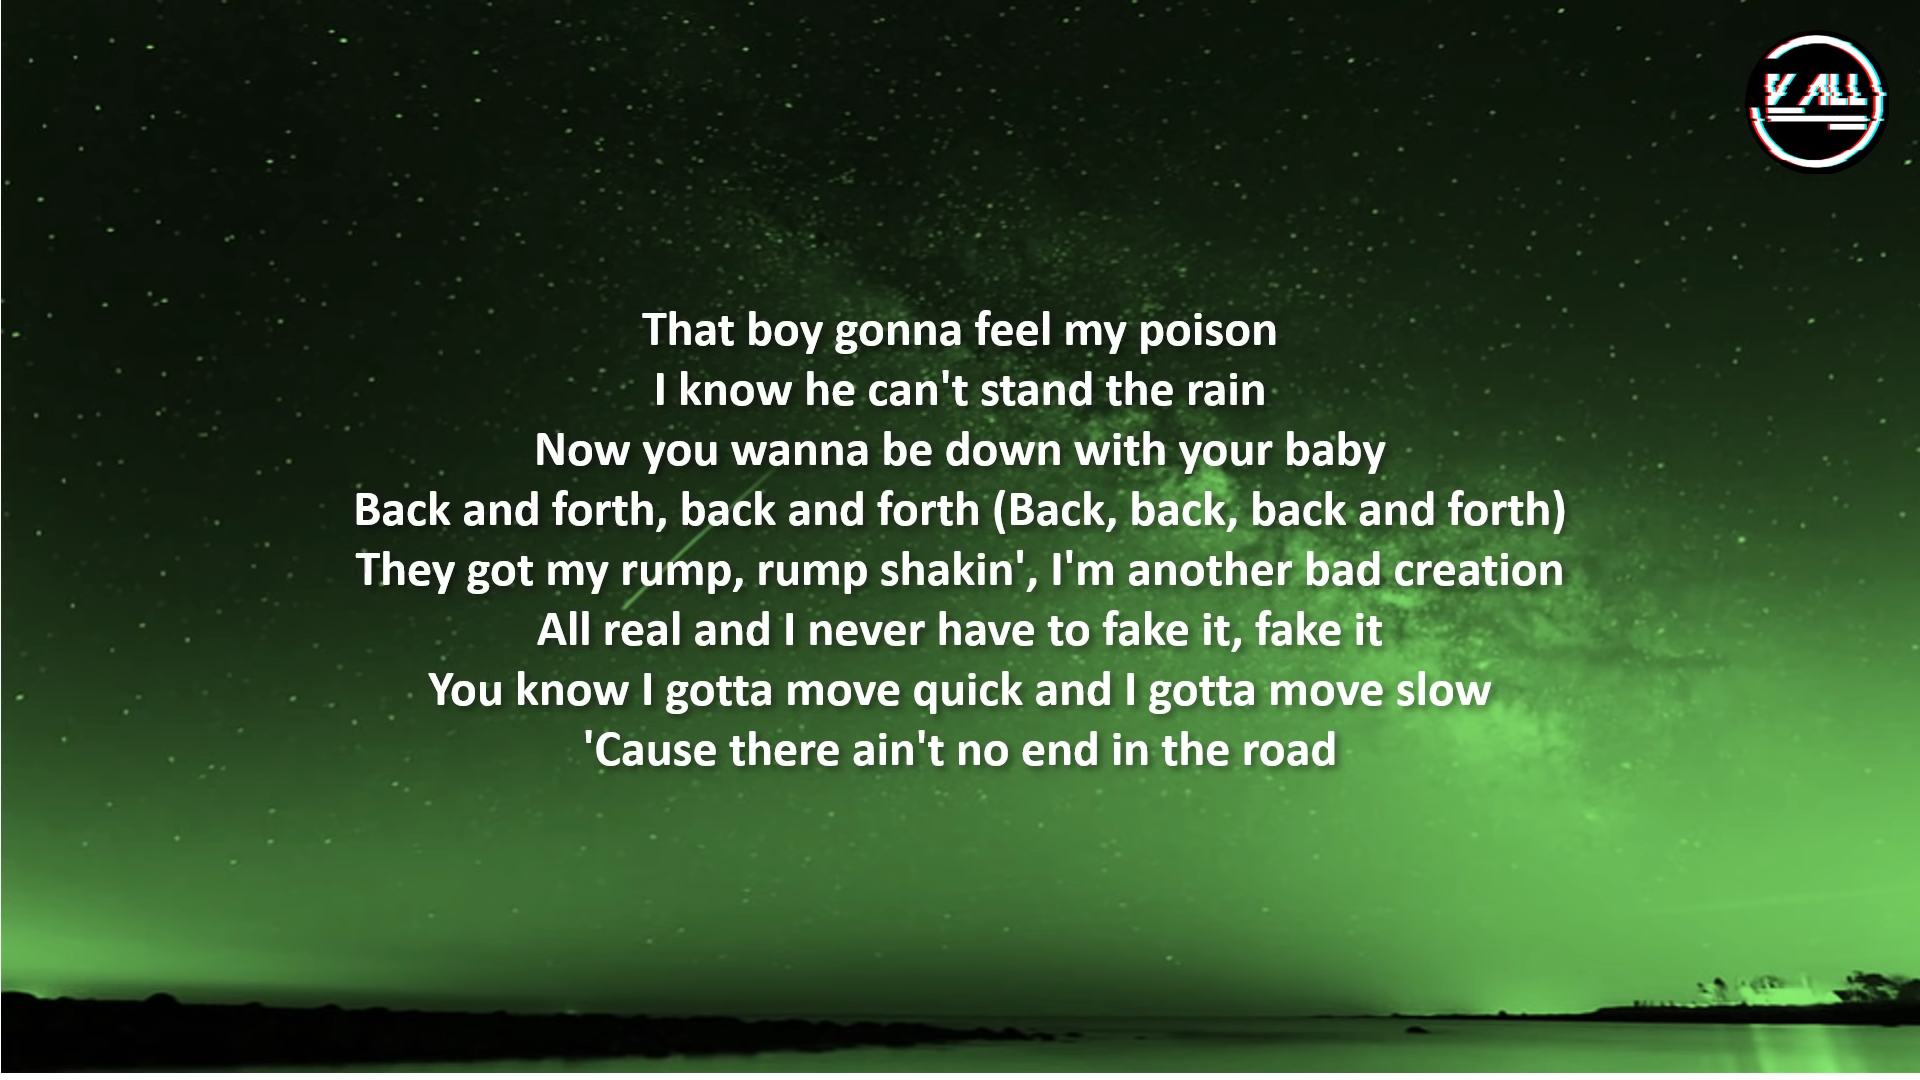 V ALL
That boy gonna feel my poison
I know he can't stand the rain
Now you wanna be down with your baby
Back and forth, back and forth (Back, back, back and forth)
They got my rump, rump shakin', I'm another bad creation
All real and I never have to fake it, fake it
You know I gotta move quick and I gotta move slow
'Cause there ain't no end in the road